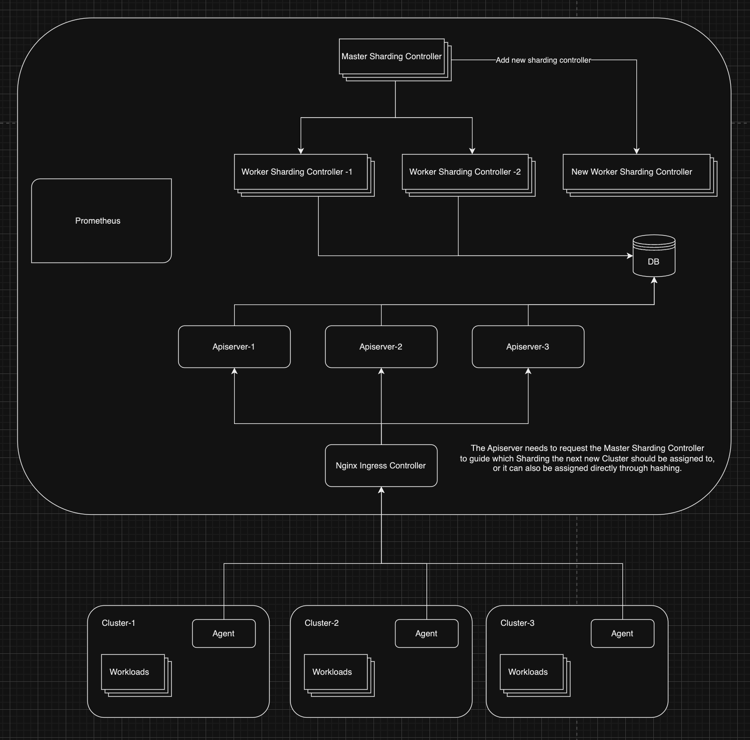 Master Sharding Controller
Add new sharding controller
Worker Sharding Controller -1
Worker Sharding Controller -2
New Worker Sharding Controller
Prometheus
DB
Apiserver-1
Apiserver-2
Apiserver-3
Nginx Ingress Controller
The Apiserver needs to request the Master Sharding Controller
to guide which Sharding the next new Cluster should be assigned to,
or it can also be assigned directly through hashing.
Cluster-1
Agent
Workloads
Cluster-2
Agent
Workloads
Cluster-3
Agent
Workloads